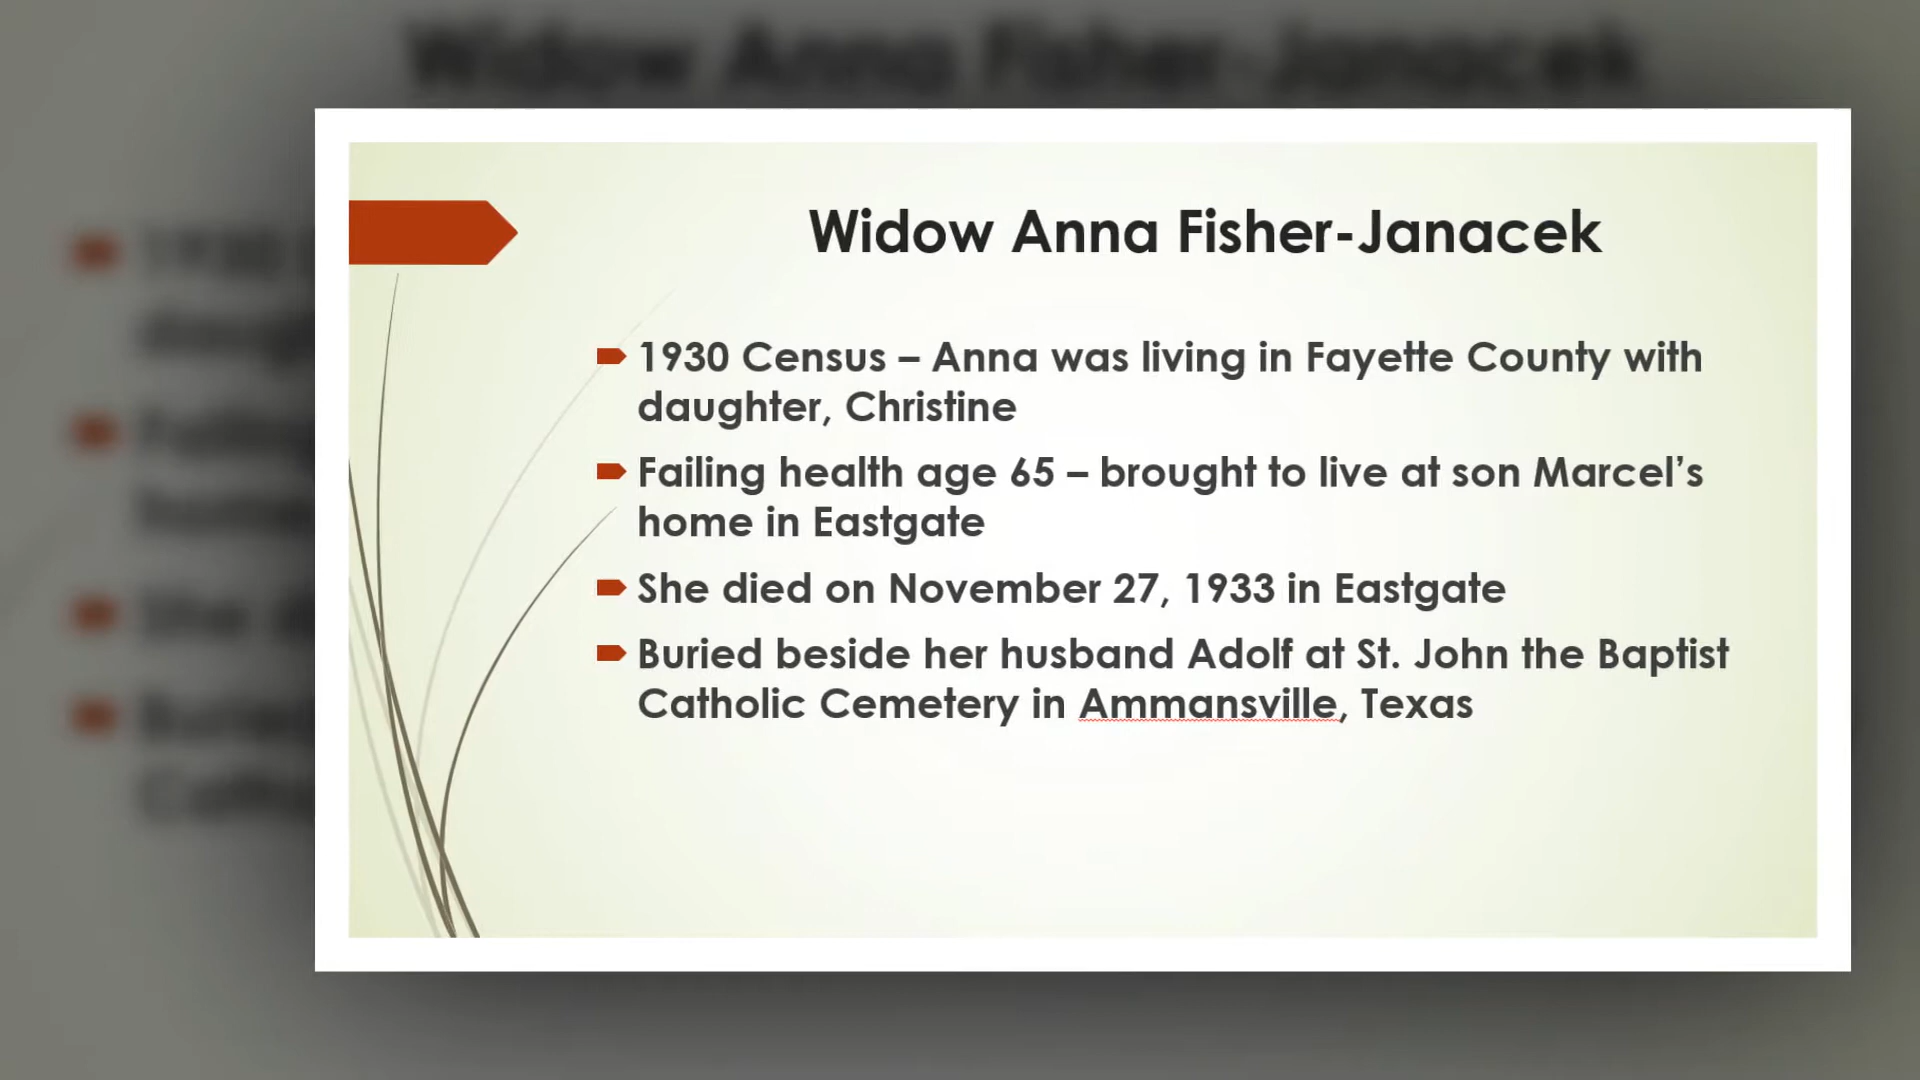 Widow Anna Fisher-Janacek
1930 Census – Anna was living in Fayette County with
daughter, Christine
Failing health age 65 – brought to live at son Marcel’s
home in Eastgate
She died on November 27, 1933 in Eastgate
Buried beside her husband Adolf at St. John the Baptist
Catholic Cemetery in Ammansville, Texas